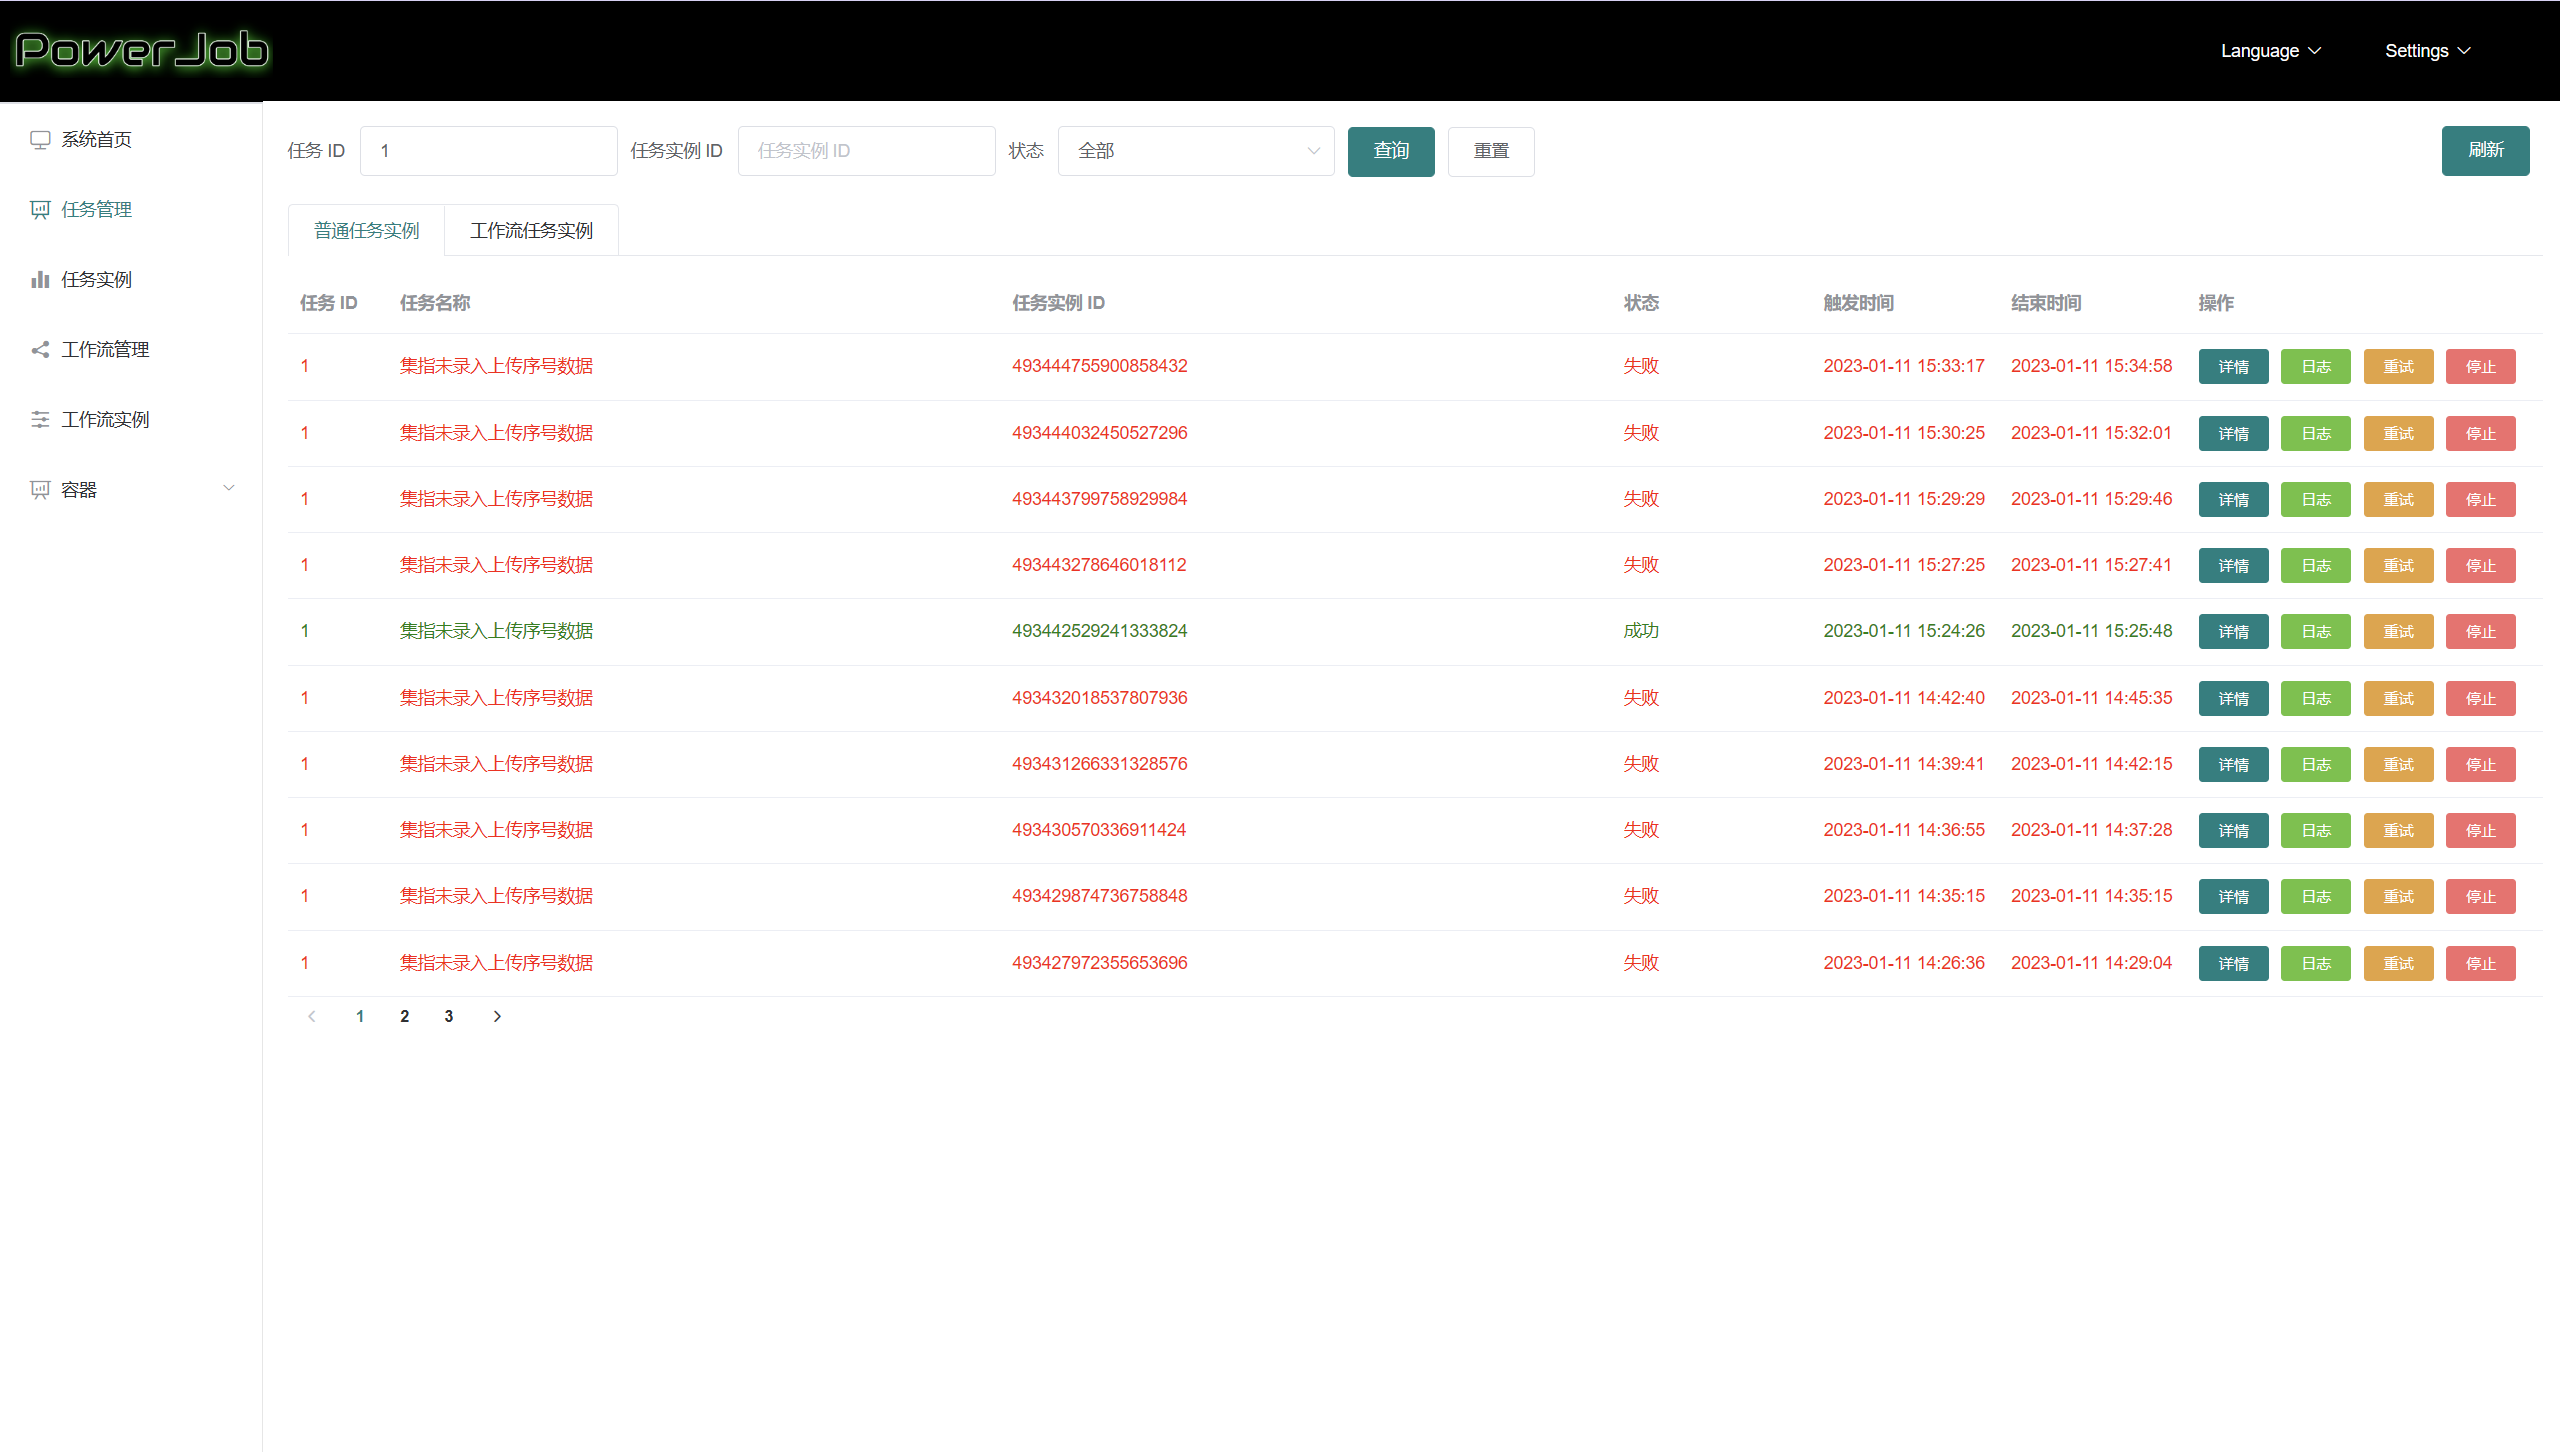 PowerJob
Language
Settings
系统首页
任务管理
任务实例
工作流管理
工作流实例
容器
任务 ID 1 任务实例 ID 任务实例 ID 状态 全部 查询 重置 刷新
普通任务实例 工作流任务实例
任务 ID 任务名称 任务实例 ID 状态 触发时间 结束时间 操作
1 集指未录入上传序号数据 493444755900858432 失败 2023-01-11 15:33:17 2023-01-11 15:34:58 详情 日志 重试 停止
1 集指未录入上传序号数据 493444032450527296 失败 2023-01-11 15:30:25 2023-01-11 15:32:01 详情 日志 重试 停止
1 集指未录入上传序号数据 493443799758929984 失败 2023-01-11 15:29:29 2023-01-11 15:29:46 详情 日志 重试 停止
1 集指未录入上传序号数据 493443278646018112 失败 2023-01-11 15:27:25 2023-01-11 15:27:41 详情 日志 重试 停止
1 集指未录入上传序号数据 493442529241333824 成功 2023-01-11 15:24:26 2023-01-11 15:25:48 详情 日志 重试 停止
1 集指未录入上传序号数据 493432018537807936 失败 2023-01-11 14:42:40 2023-01-11 14:45:35 详情 日志 重试 停止
1 集指未录入上传序号数据 493431266331328576 失败 2023-01-11 14:39:41 2023-01-11 14:42:15 详情 日志 重试 停止
1 集指未录入上传序号数据 493430570336911424 失败 2023-01-11 14:36:55 2023-01-11 14:37:28 详情 日志 重试 停止
1 集指未录入上传序号数据 493429874736758848 失败 2023-01-11 14:35:15 2023-01-11 14:35:15 详情 日志 重试 停止
1 集指未录入上传序号数据 493427972355653696 失败 2023-01-11 14:26:36 2023-01-11 14:29:04 详情 日志 重试 停止
1 2 3